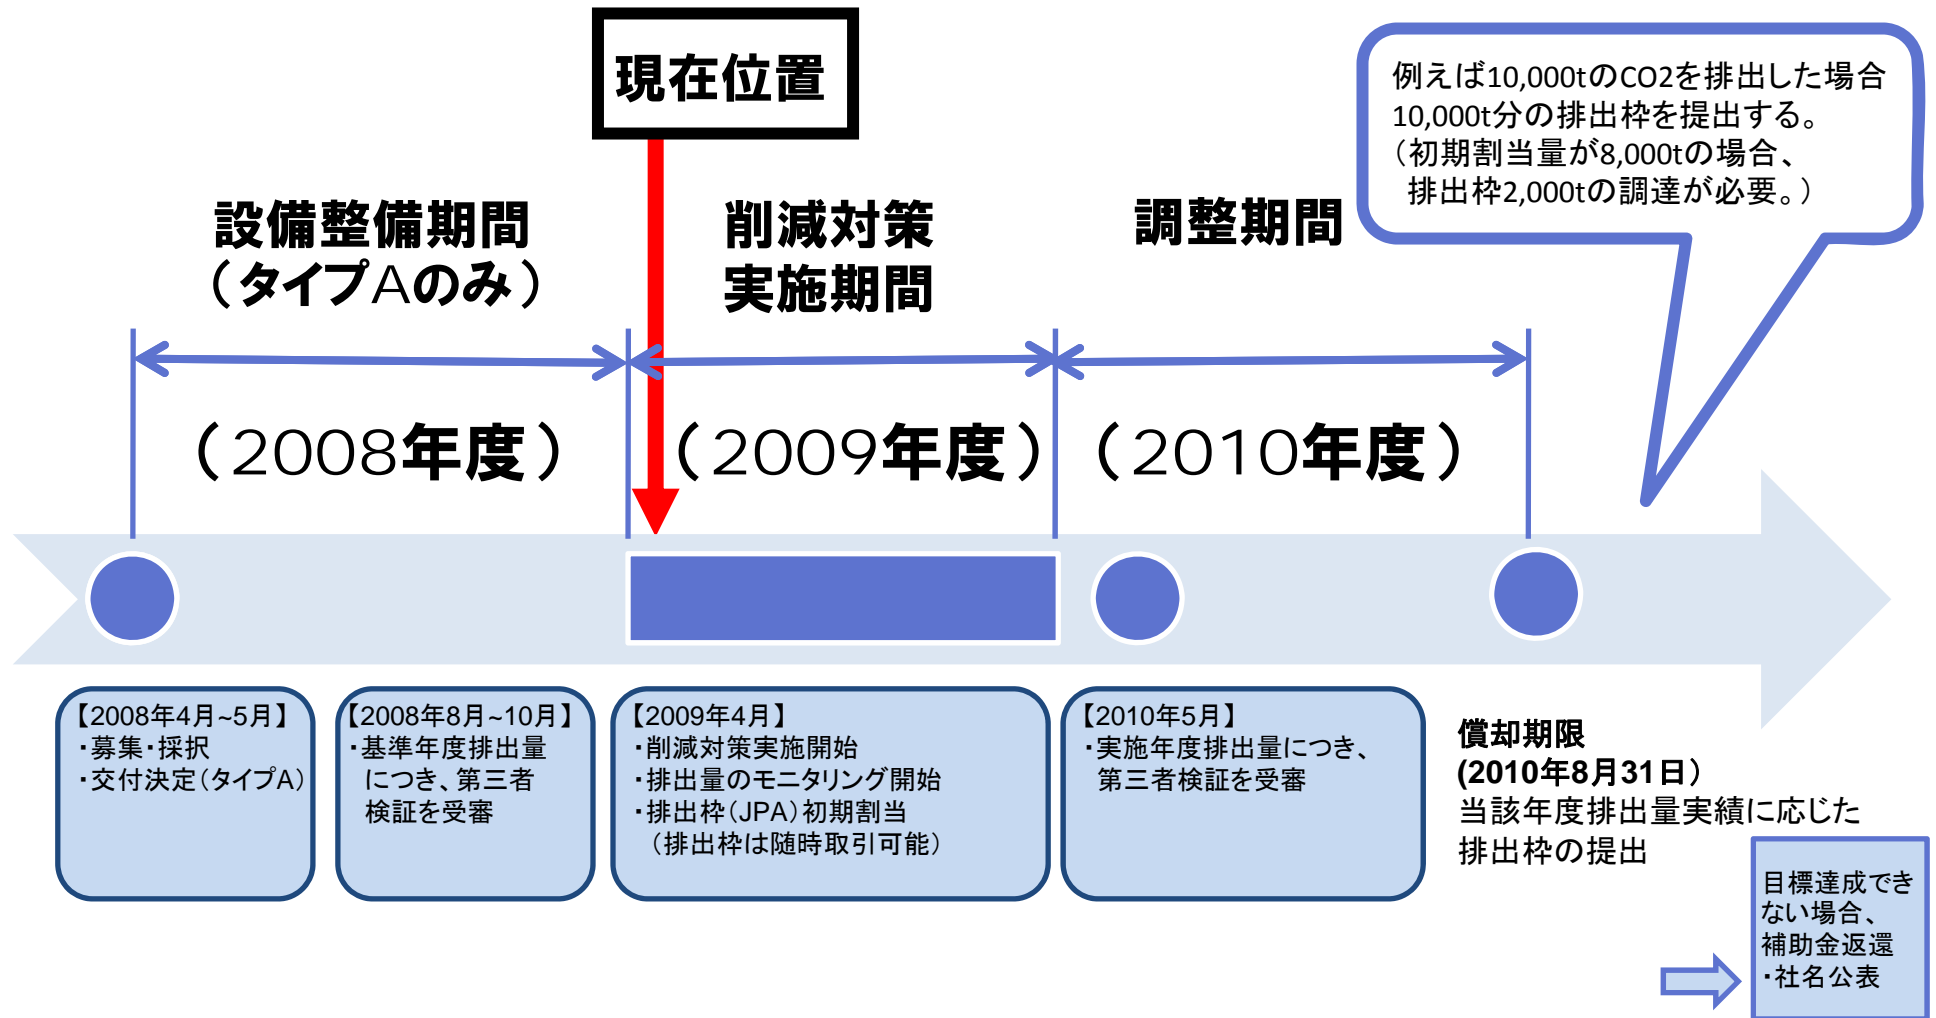 現在位置
例えば10,000tのCO2を排出した場合
10,000t分の排出枠を提出する。
（初期割当量が8,000tの場合、
排出枠2,000tの調達が必要。）
設備整備期間
（タイプAのみ）
削減対策
実施期間
調整期間
（2008年度）
（2009年度）
（2010年度）
【2008年4月~5月】
・募集・採択
・交付決定（タイプA）
【2008年8月~10月】
・基準年度排出量
につき、第三者
検証を受審
【2009年4月】
・削減対策実施開始
・排出量のモニタリング開始
・排出枠（JPA）初期割当
（排出枠は随時取引可能）
【2010年5月】
・実施年度排出量につき、
第三者検証を受審
償却期限
(2010年8月31日）
当該年度排出量実績に応じた
排出枠の提出
目標達成でき
ない場合、
補助金返還
・社名公表